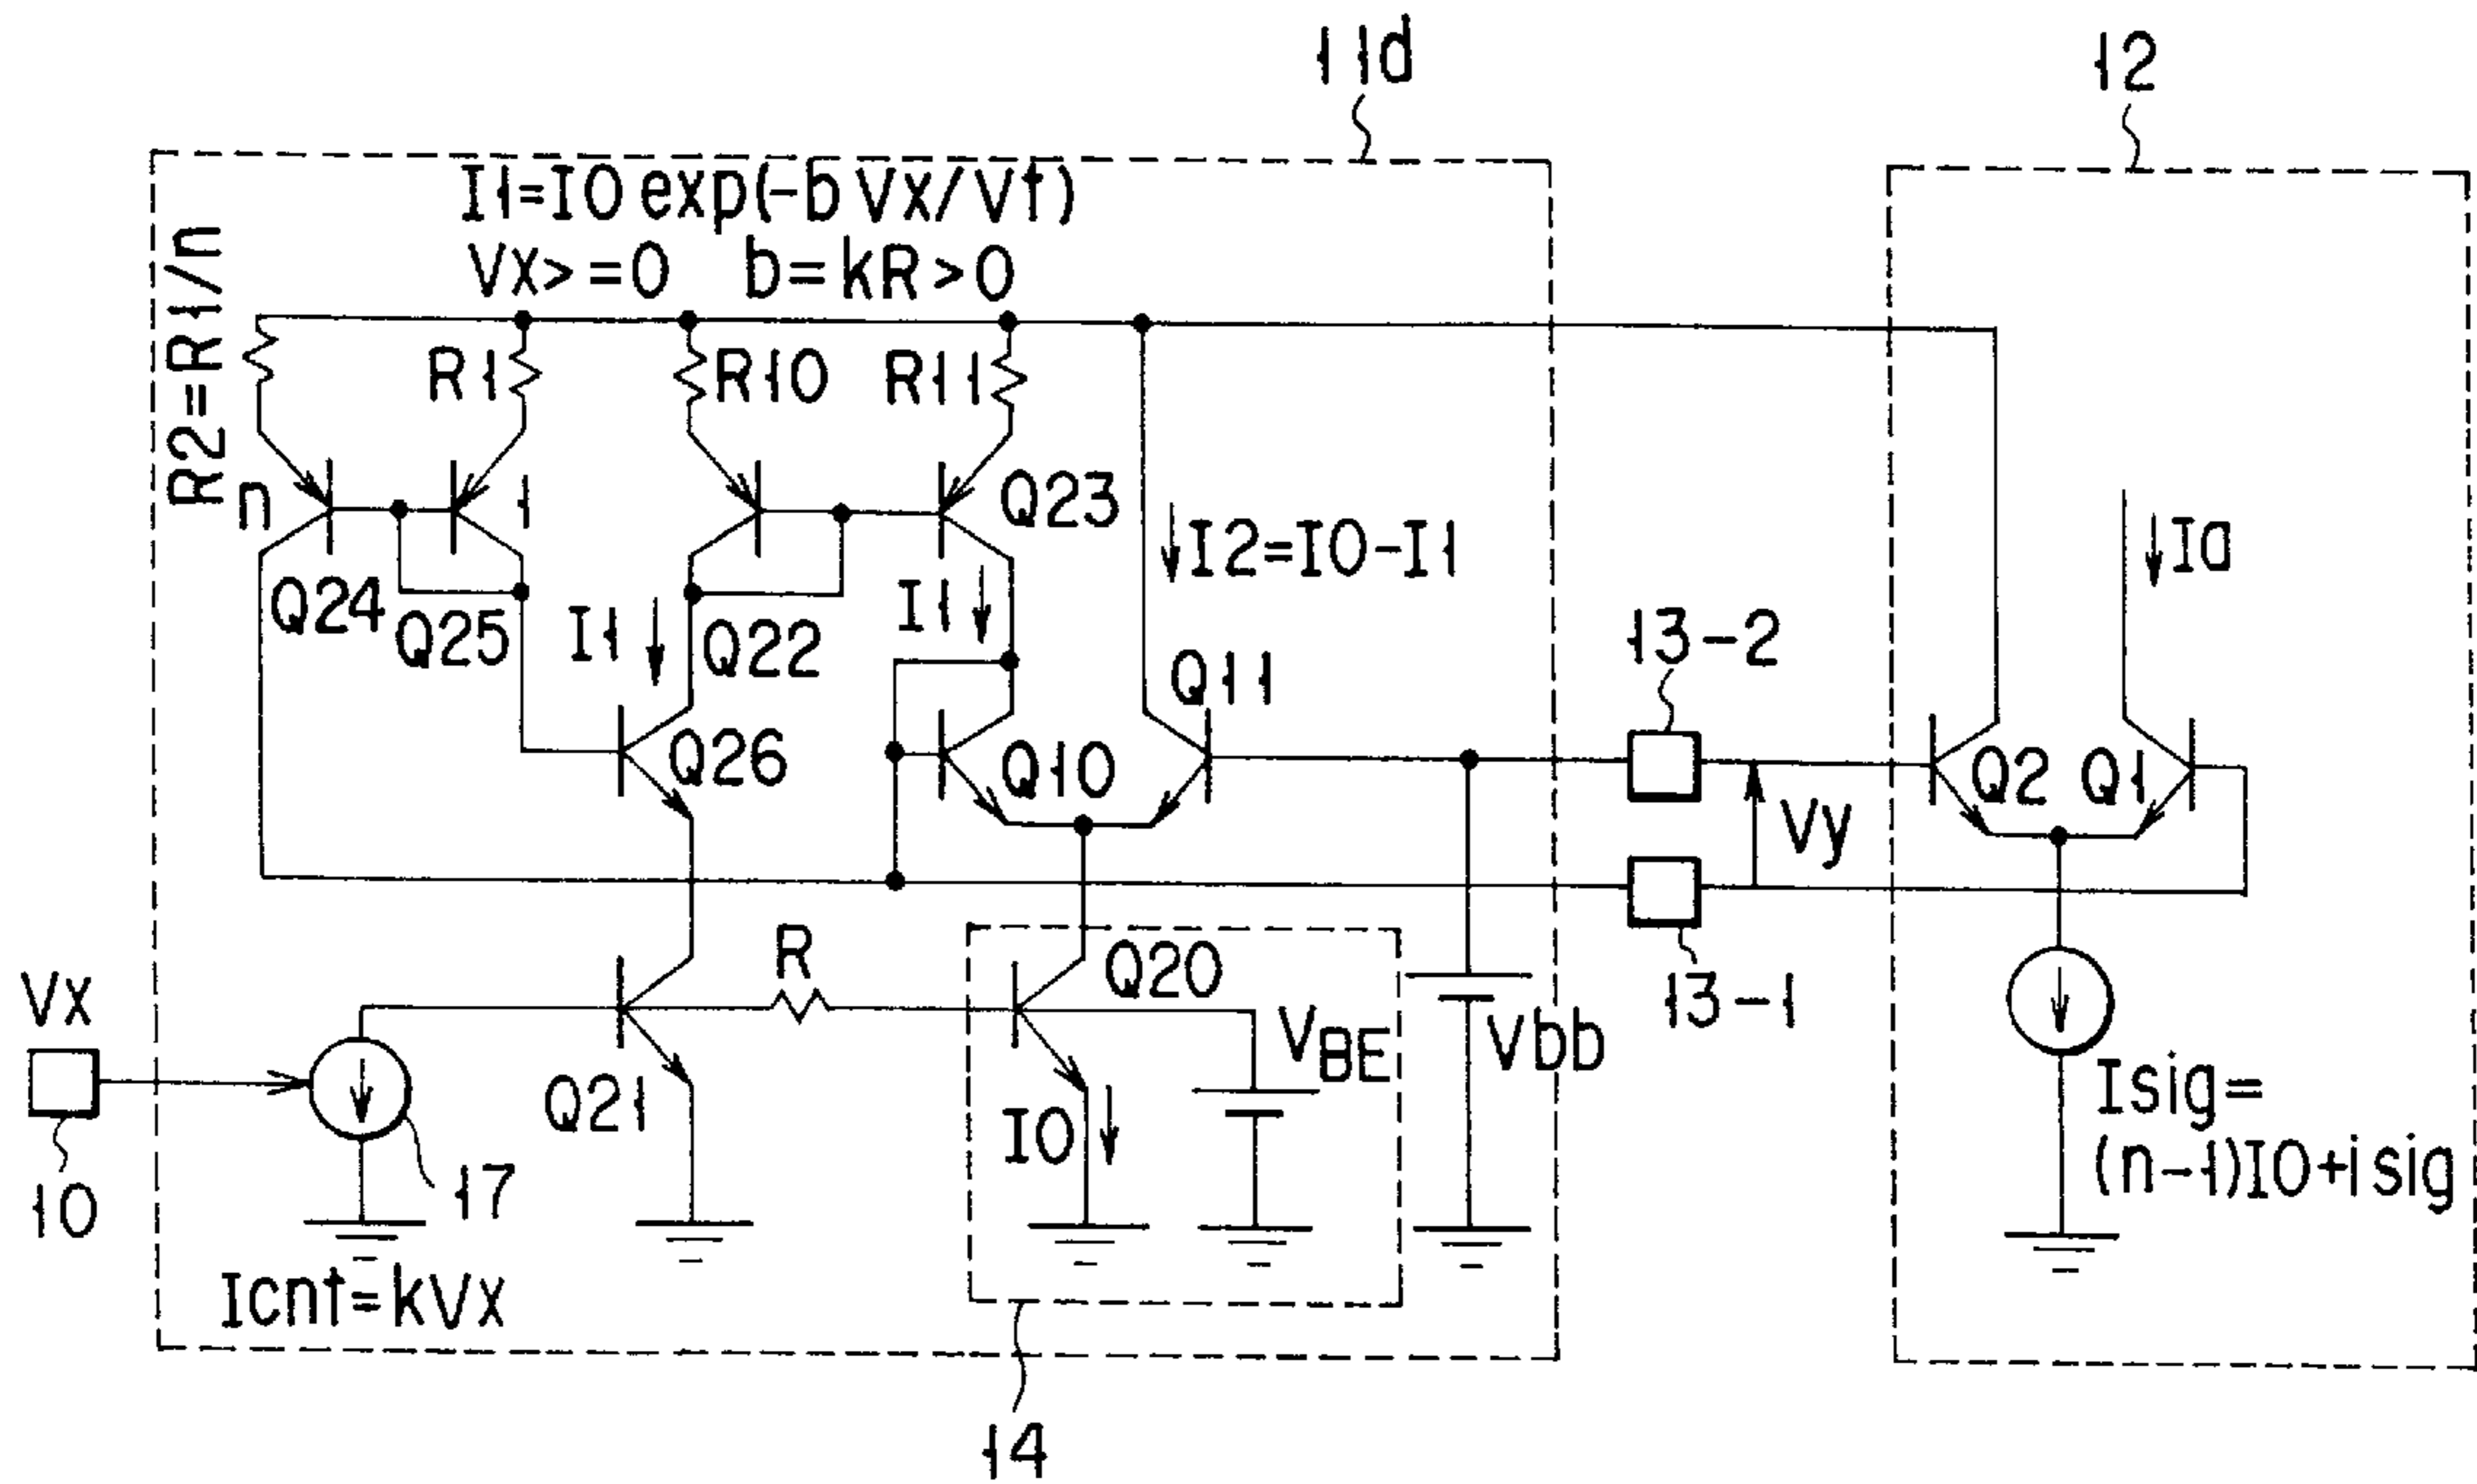 11d
12
I1=I0 exp(-b Vx/Vt)
Vx>=0 b=kR>0
R2=R1/n
R1
R10
R11
n
1
Q23
Q24
Q25
I1
Q22
I1
I2=I0-I1
Ia
13-2
Q11
Q26
Q10
Q2
Q1
Vy
R
Q20
13-1
Vx
VBE
Vbb
Q21
I0
Isig=
(n-1)I0+isig
10
17
Icnt=kVx
14